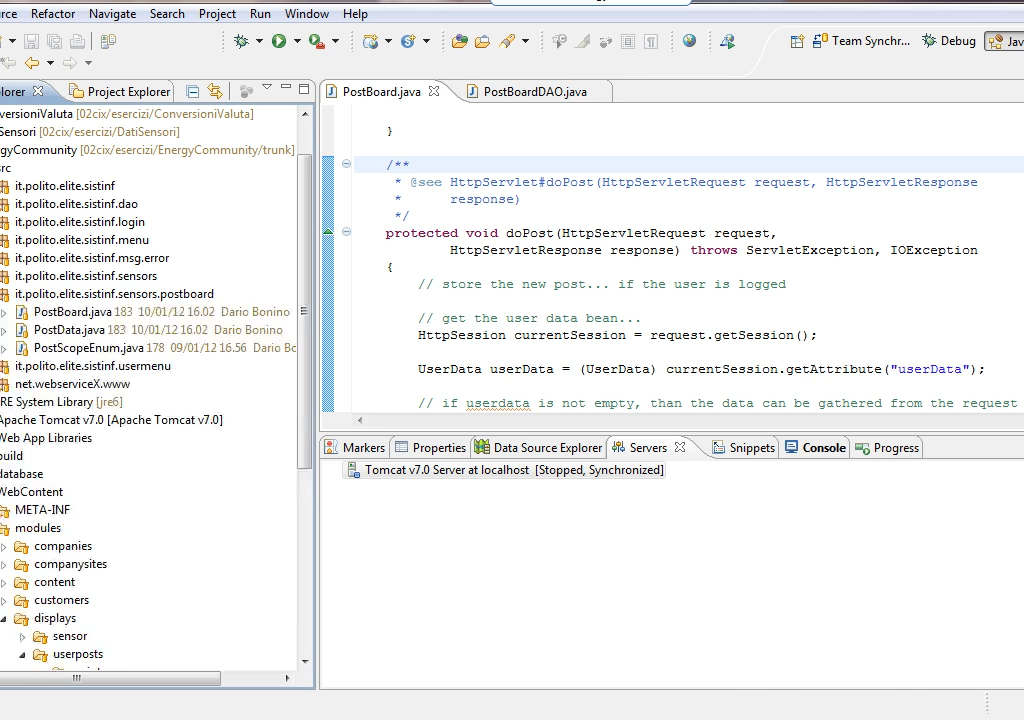 rce Refactor Navigate Search Project Run Window Help
Team Synchr... Debug Jav
lorer Project Explorer
PostBoard.java PostBoardDAO.java
versioniValuta [02cix/esercizi/ConversioniValuta]
Sensori [02cix/esercizi/DatiSensori]
gyCommunity [02cix/esercizi/EnergyCommunity/trunk]
rc
it.polito.elite.sistinf
it.polito.elite.sistinf.dao
it.polito.elite.sistinf.login
it.polito.elite.sistinf.menu
it.polito.elite.sistinf.msg.error
it.polito.elite.sistinf.sensors
it.polito.elite.sistinf.sensors.postboard
PostBoard.java 183 10/01/12 16.02 Dario Bonino
PostData.java 183 10/01/12 16.02 Dario Bonino
PostScopeEnum.java 178 09/01/12 16.56 Dario Bo
it.polito.elite.sistinf.usermenu
net.webserviceX.www
RE System Library [jre6]
Apache Tomcat v7.0 [Apache Tomcat v7.0]
Web App Libraries
build
database
WebContent
META-INF
modules
companies
companysites
content
customers
displays
sensor
userposts
}
/**
* @see HttpServlet#doPost(HttpServletRequest request, HttpServletResponse
* response)
*/
protected void doPost(HttpServletRequest request,
HttpServletResponse response) throws ServletException, IOException
{
// store the new post... if the user is logged
// get the user data bean...
HttpSession currentSession = request.getSession();
UserData userData = (UserData) currentSession.getAttribute("userData");
// if userdata is not empty, than the data can be gathered from the request
Markers Properties Data Source Explorer Servers Snippets Console Progress
Tomcat v7.0 Server at localhost [Stopped, Synchronized]